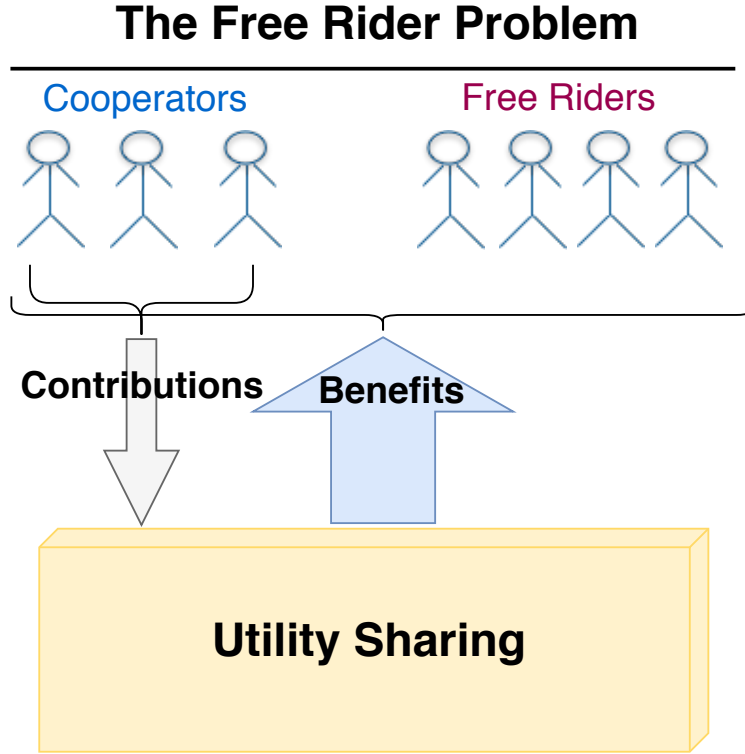 The Free Rider Problem
Cooperators
Free Riders
Contributions
Benefits
Utility Sharing